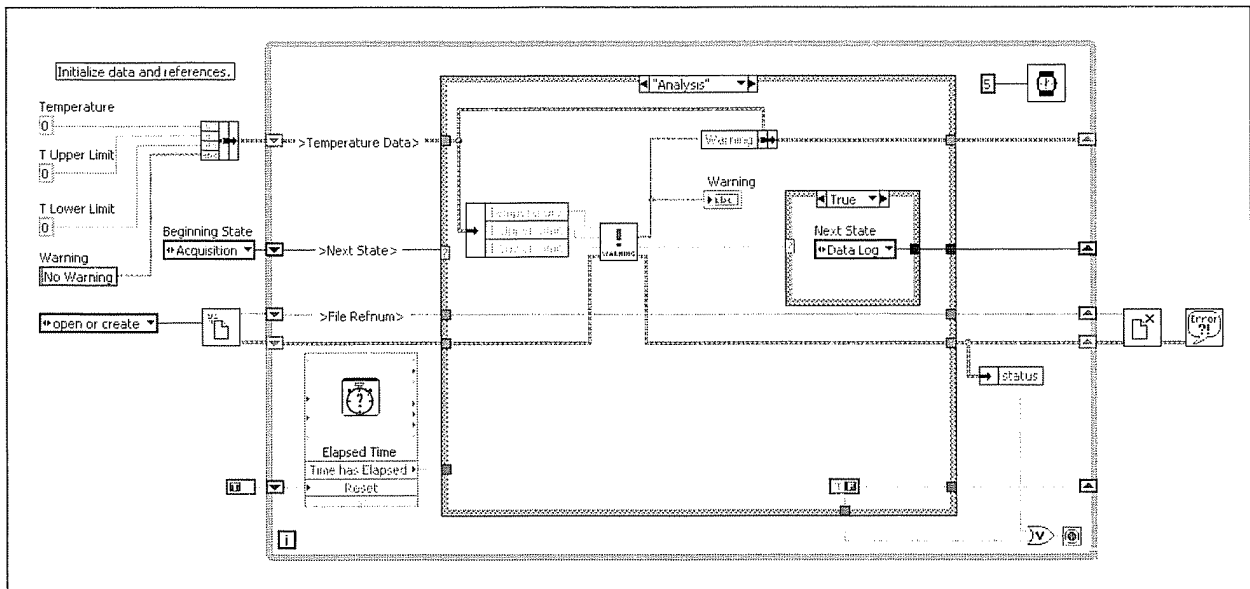 Initialize data and references.
"Analysis"
5
Temperature
0
>Temperature Data>
Warning
T Upper Limit
0
Warning
True
T Lower Limit
0
Beginning State
Acquisition
>Next State>
!
WARNING
Next State
Data Log
Warning
No Warning
open or create
>File Refnum>
Error
?!
status
?
Elapsed Time
Time has Elapsed
Reset
T
T F
i
V